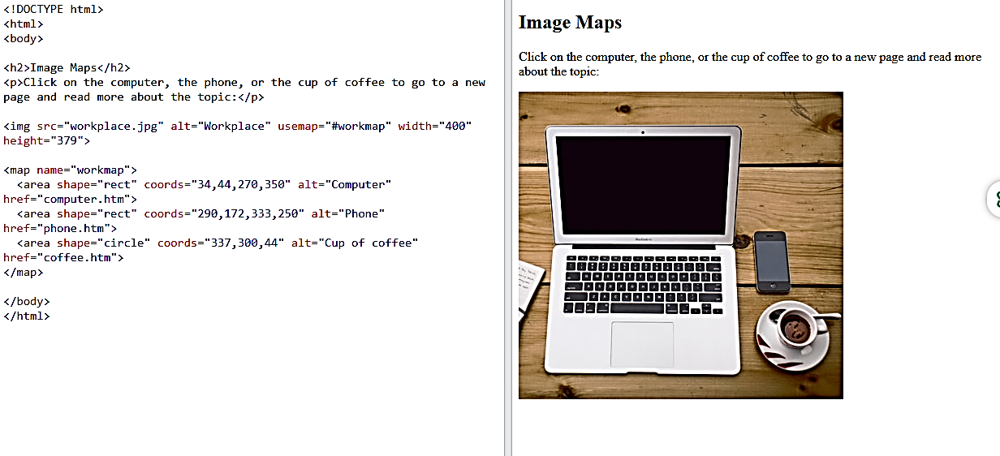 <!DOCTYPE html>
<html>
<body>
<h2>Image Maps</h2>
<p>Click on the computer, the phone, or the cup of coffee to go to a new
page and read more about the topic:</p>
<img src="workplace.jpg" alt="Workplace" usemap="#workmap" width="400"
height="379">
<map name="workmap">
<area shape="rect" coords="34,44,270,350" alt="Computer"
href="computer.htm">
<area shape="rect" coords="290,172,333,250" alt="Phone"
href="phone.htm">
<area shape="circle" coords="337,300,44" alt="Cup of coffee"
href="coffee.htm">
</map>
</body>
</html>
Image Maps
Click on the computer, the phone, or the cup of coffee to go to a new page and read more
about the topic: